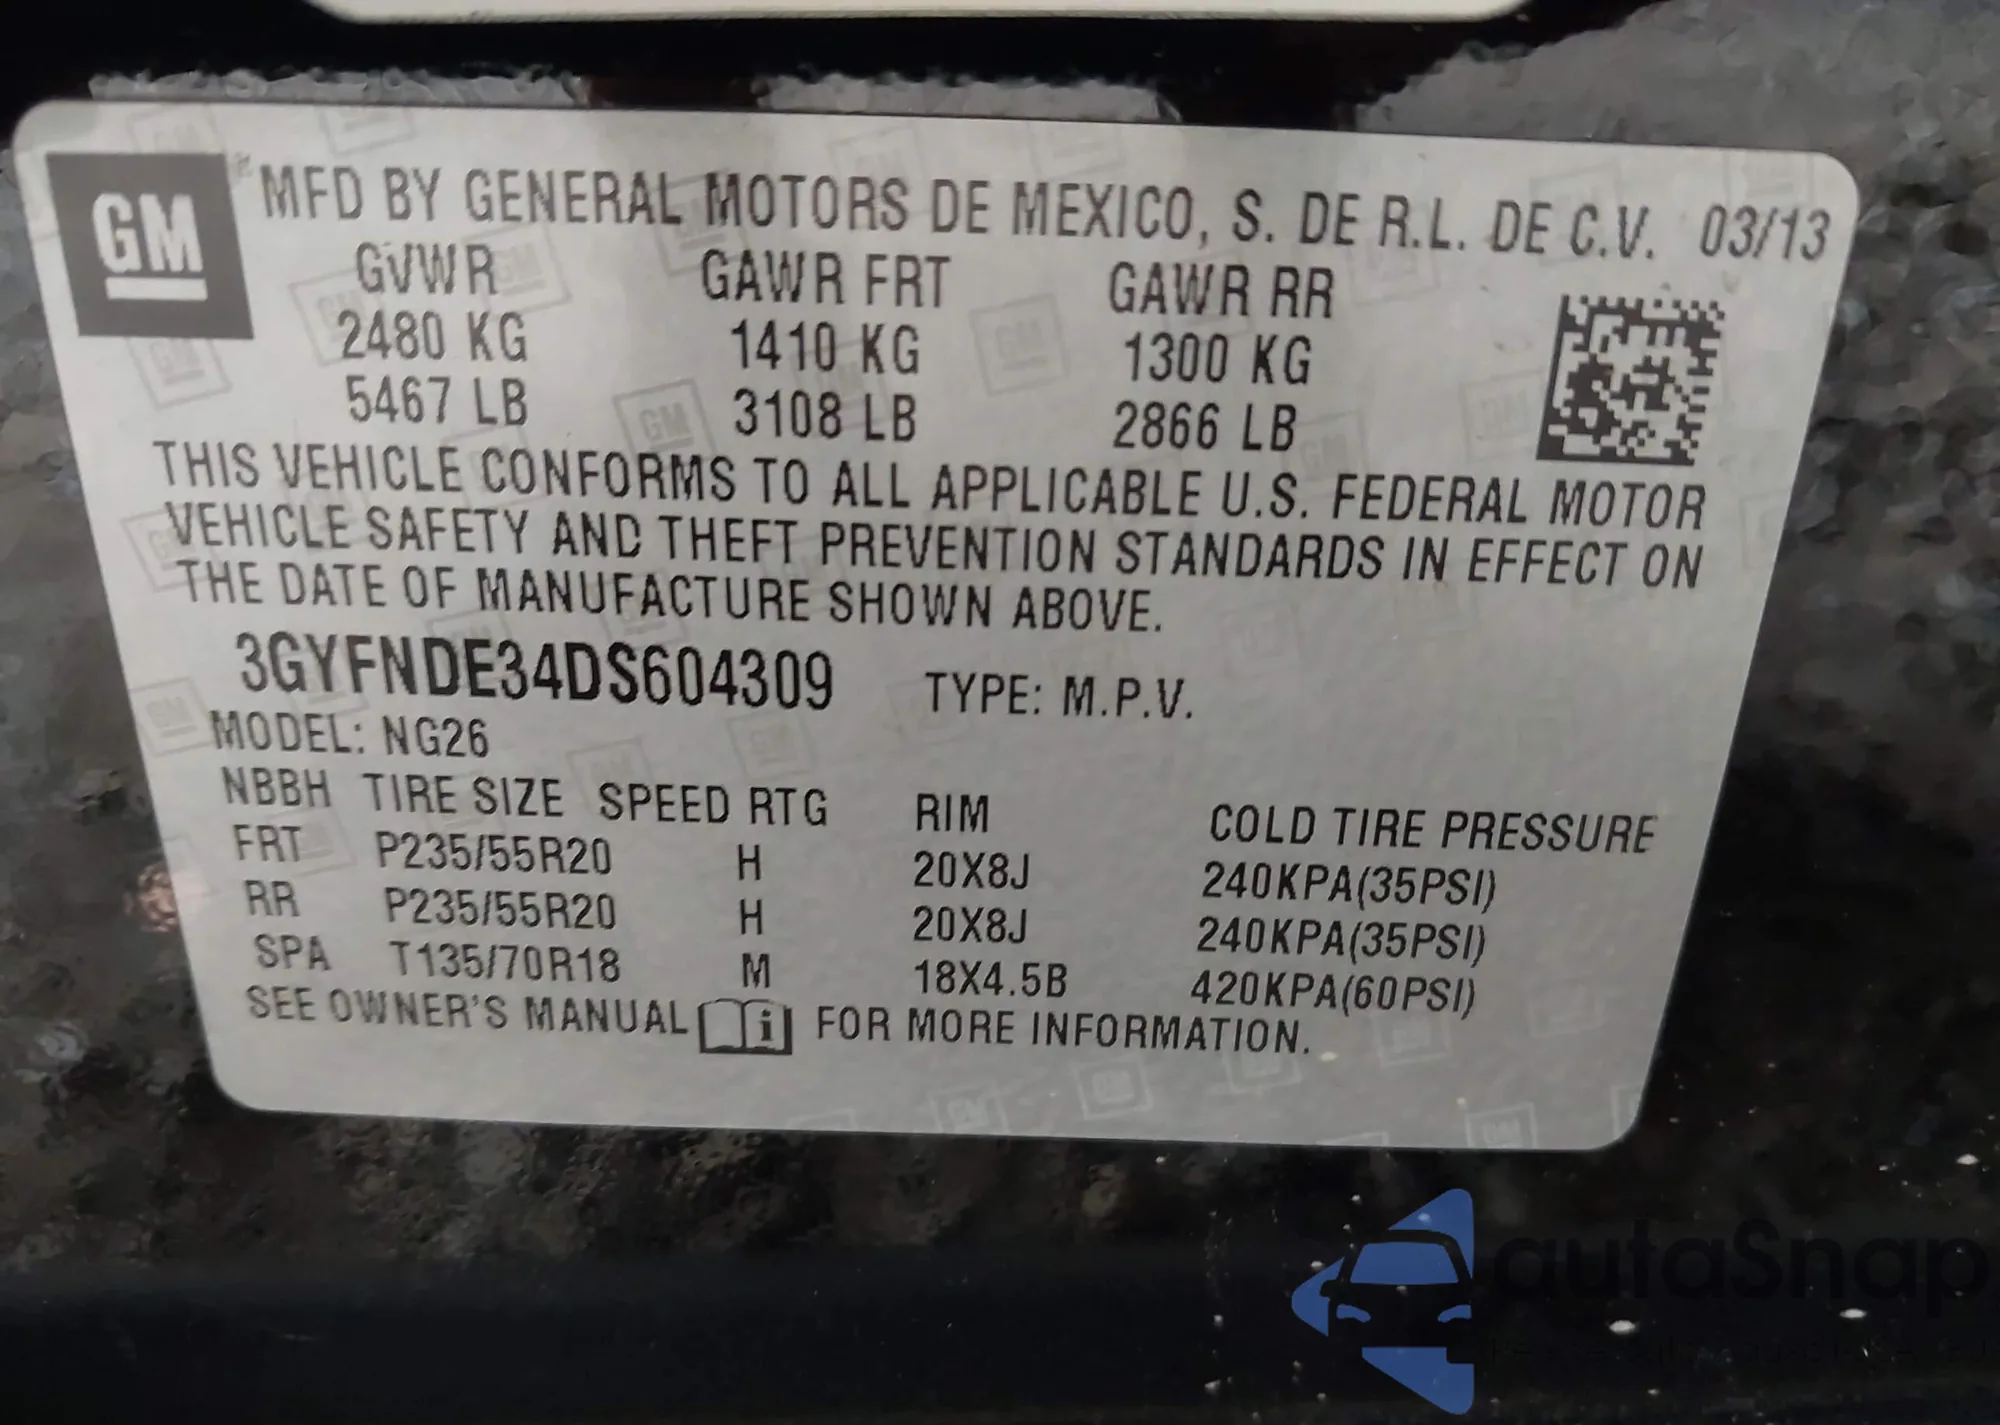 GM
MFD BY GENERAL MOTORS DE MEXICO, S. DE R.L. DE C.V. 03/13
GVWR GAWR FRT GAWR RR
2480 KG 1410 KG 1300 KG
5467 LB 3108 LB 2866 LB
THIS VEHICLE CONFORMS TO ALL APPLICABLE U.S. FEDERAL MOTOR
VEHICLE SAFETY AND THEFT PREVENTION STANDARDS IN EFFECT ON
THE DATE OF MANUFACTURE SHOWN ABOVE.
3GYFNDE34DS604309 TYPE: M.P.V.
MODEL: NG26
NBBH TIRE SIZE SPEED RTG RIM COLD TIRE PRESSURE
FRT P235/55R20 H 20X8J 240KPA(35PSI)
RR P235/55R20 H 20X8J 240KPA(35PSI)
SPA T135/70R18 M 18X4.5B 420KPA(60PSI)
SEE OWNER'S MANUAL i FOR MORE INFORMATION.
autaSnap